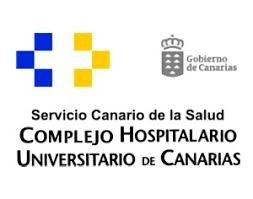 Gobierno
de Canarias
Servicio Canario de la Salud
COMPLEJO HOSPITALARIO
UNIVERSITARIO DE CANARIAS